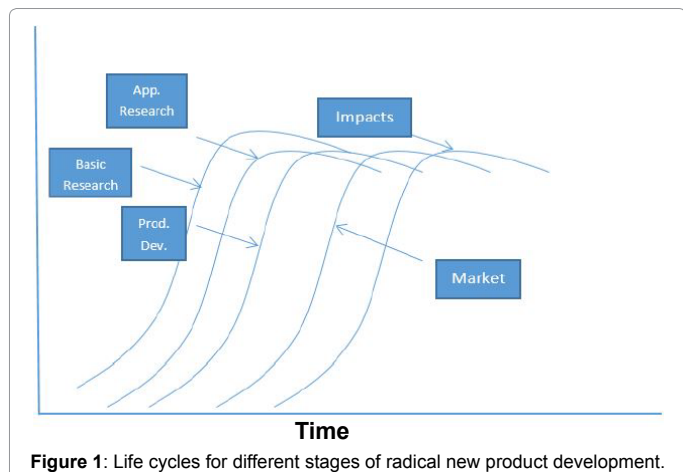 App.
Research
Impacts
Basic
Research
Prod.
Dev.
Market
Time
Figure 1: Life cycles for different stages of radical new product development.